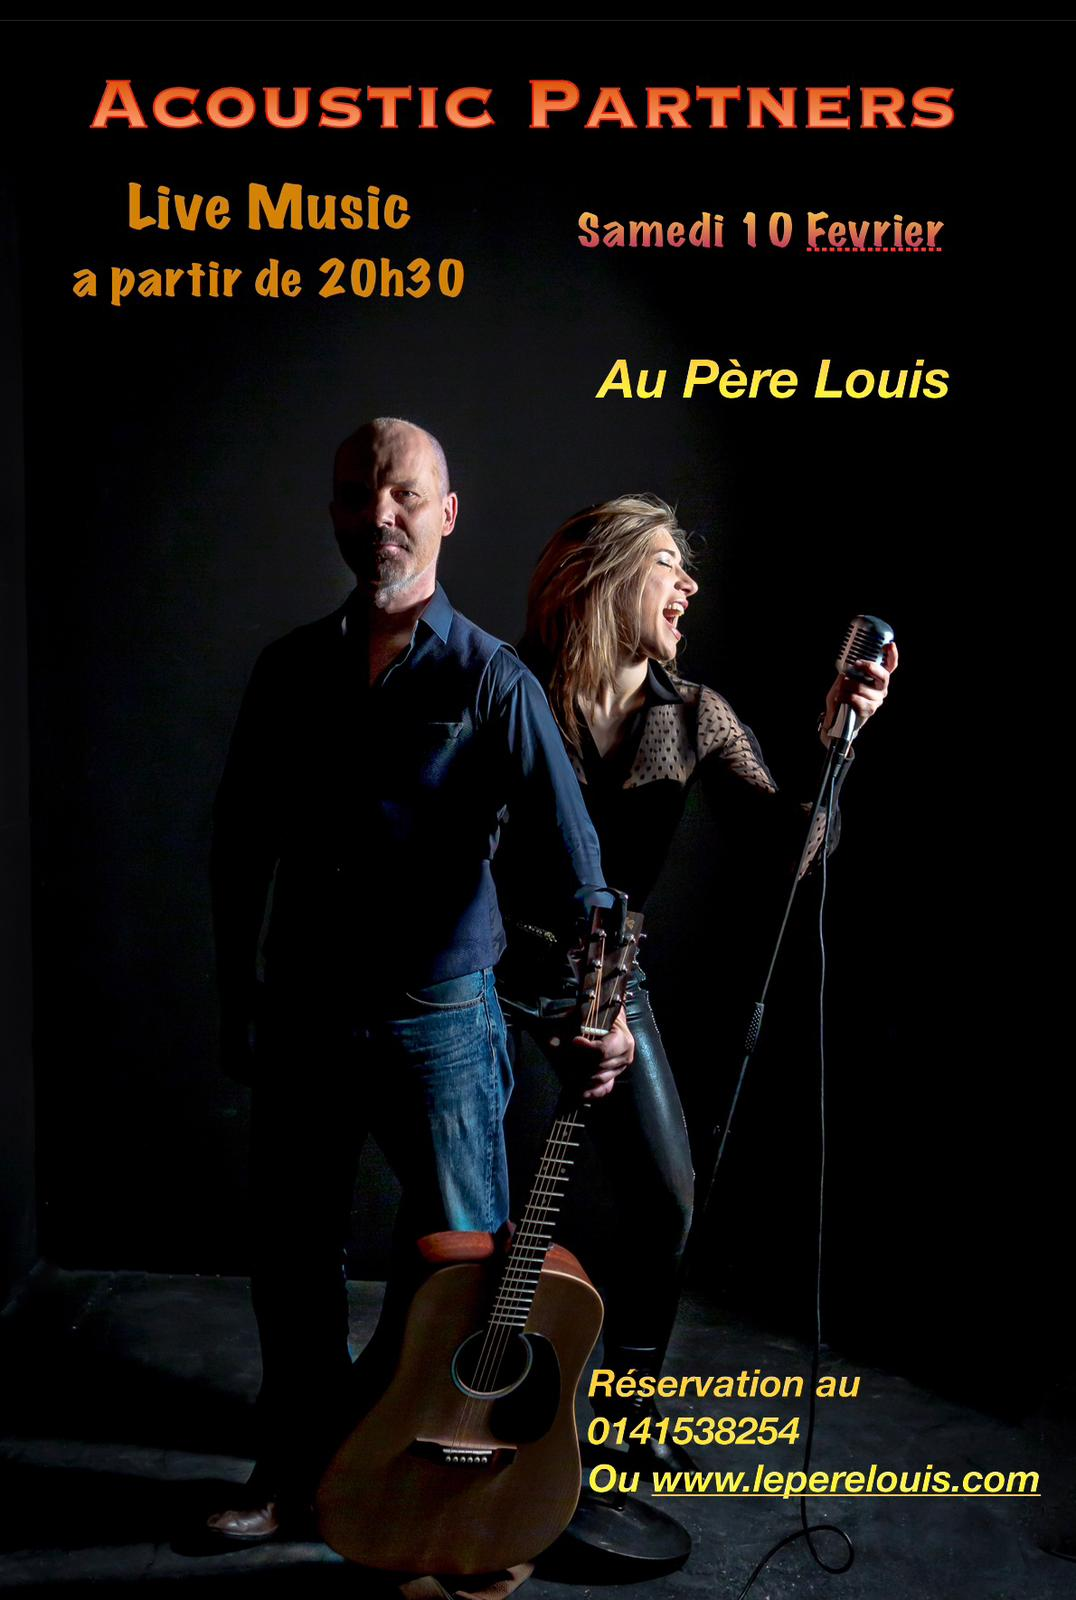 Acoustic Partners
Live Music
a partir de 20h30
Samedi 10 Fevrier
Au Père Louis
Réservation au
0141538254
Ou www.leperelouis.com